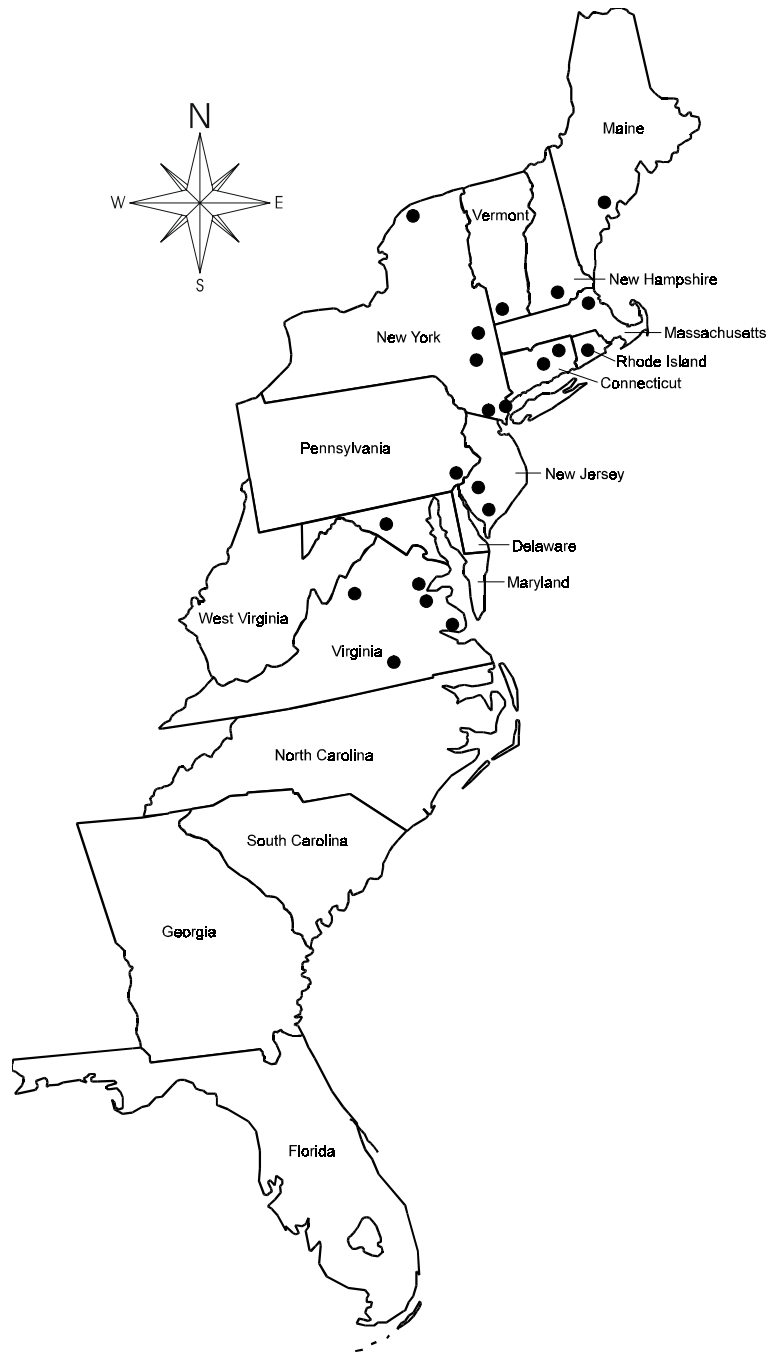 N
W
E
S
Maine
Vermont
New Hampshire
New York
Massachusetts
Rhode Island
Connecticut
Pennsylvania
New Jersey
Delaware
Maryland
West Virginia
Virginia
North Carolina
South Carolina
Georgia
Florida